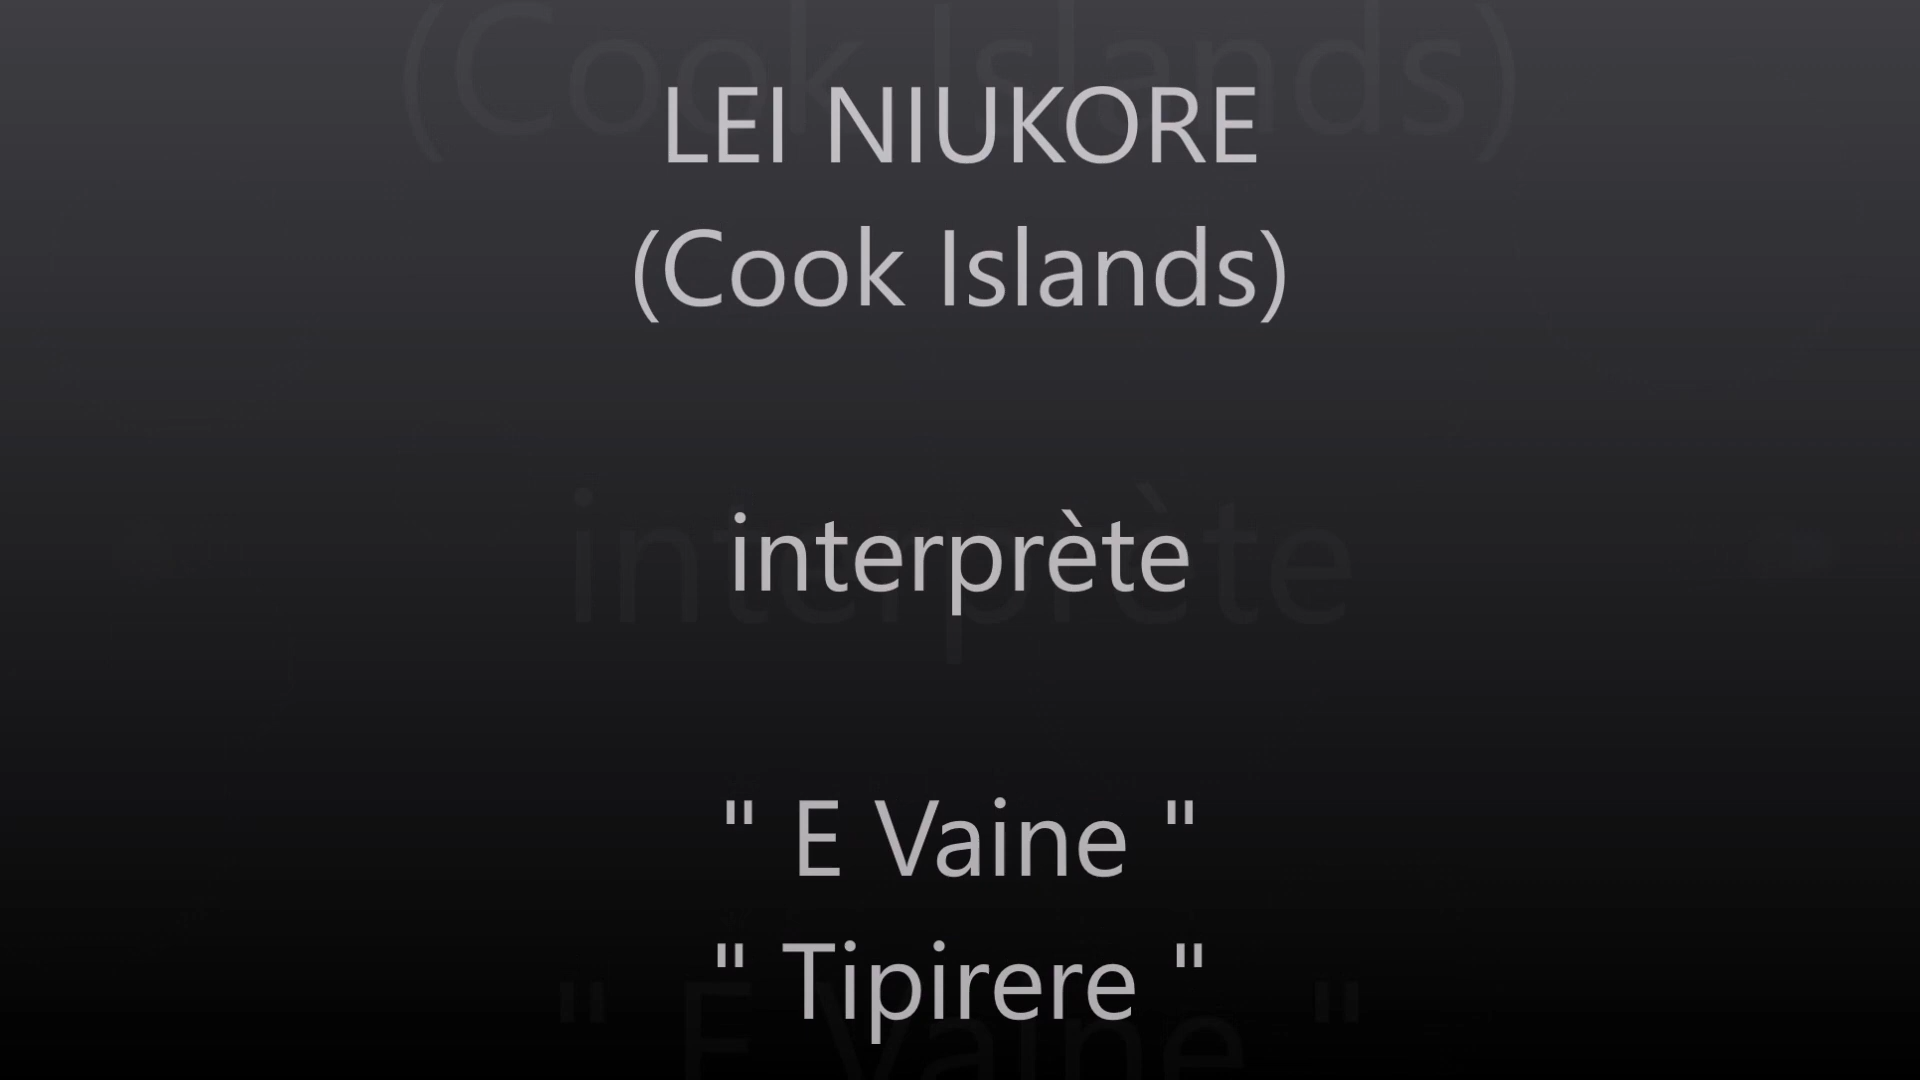 LEI NIUKORE
(Cook Islands)
interprète
" E Vaine "
" Tipirere "